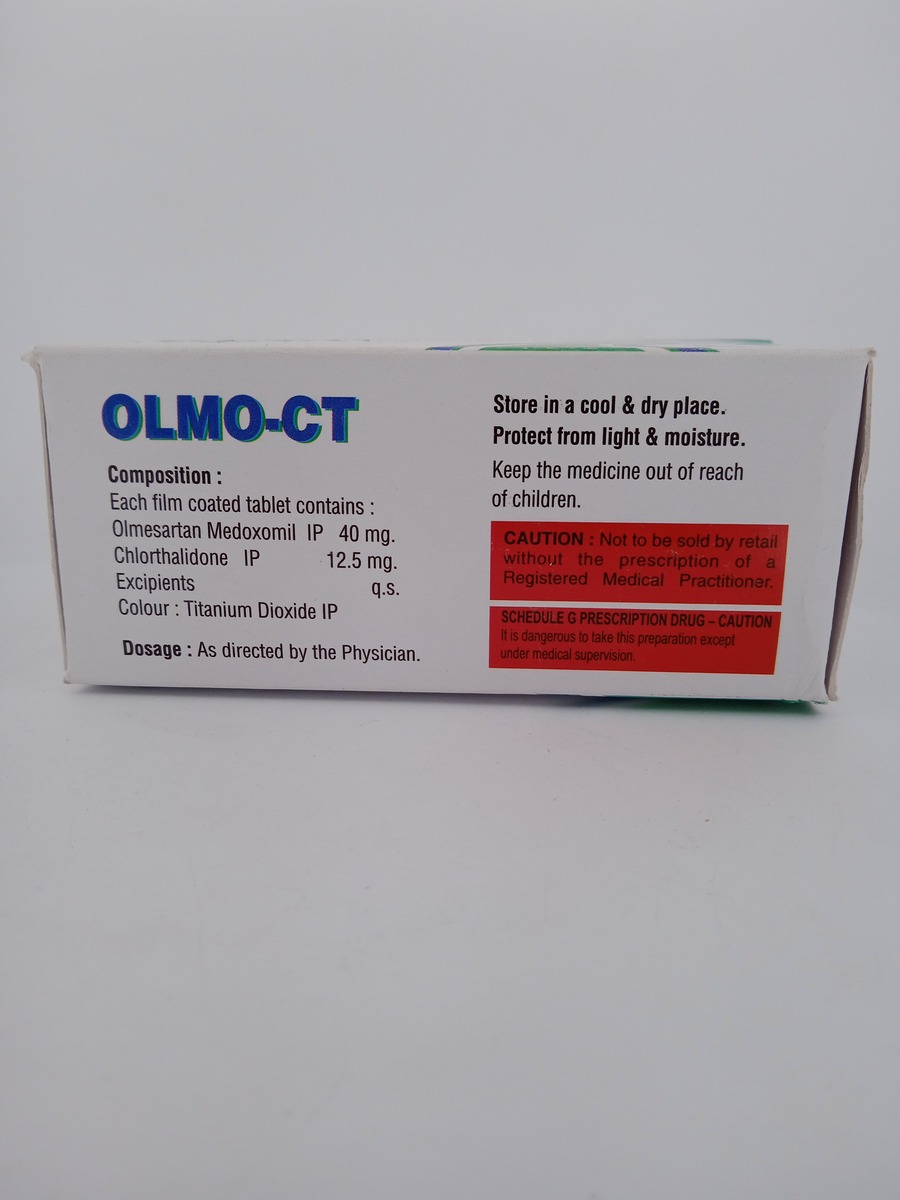 OLMO-CT
Composition :
Each film coated tablet contains :
Olmesartan Medoxomil IP 40 mg.
Chlorthalidone IP 12.5 mg.
Excipients q.s.
Colour : Titanium Dioxide IP
Dosage : As directed by the Physician.
Store in a cool & dry place.
Protect from light & moisture.
Keep the medicine out of reach
of children.
CAUTION : Not to be sold by retail
without the prescription of a
Registered Medical Practitioner.
SCHEDULE G PRESCRIPTION DRUG – CAUTION
It is dangerous to take this preparation except
under medical supervision.